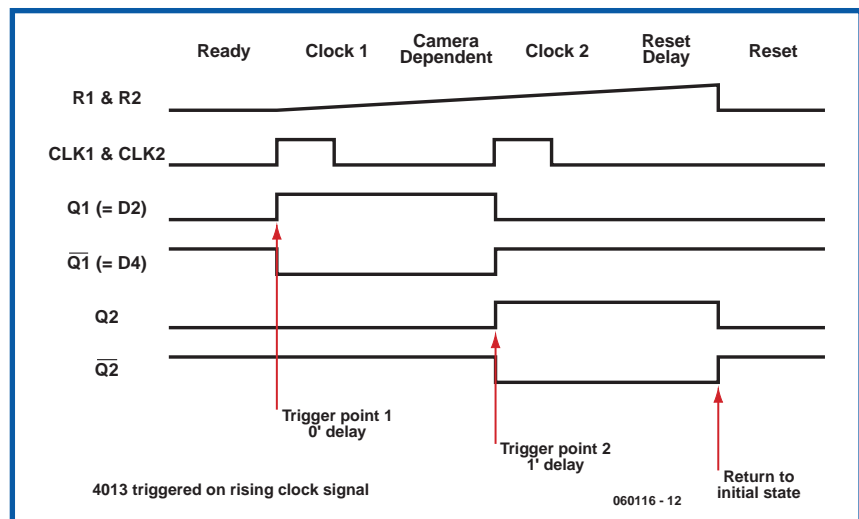 Ready Clock 1 Camera Dependent Clock 2 Reset Delay Reset
R1 & R2
CLK1 & CLK2
Q1 (= D2)
Q̅1̅ (= D4)
Q2
Q̅2̅
Trigger point 1
0' delay
Trigger point 2
1' delay
Return to
initial state
4013 triggered on rising clock signal
060116 - 12